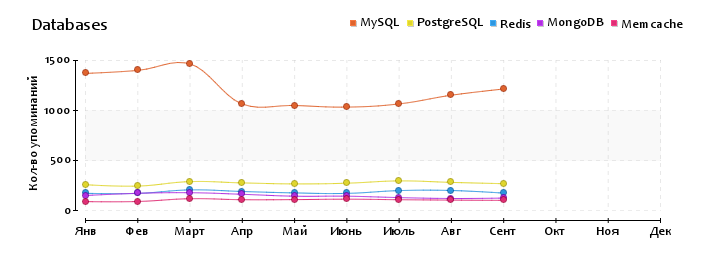 Databases
MySQL PostgreSQL Redis MongoDB Memcache
Кол-во упоминаний
1500
1000
500
0
Янв Фев Март Апр Май Июнь Июль Авг Сент Окт Ноя Дек